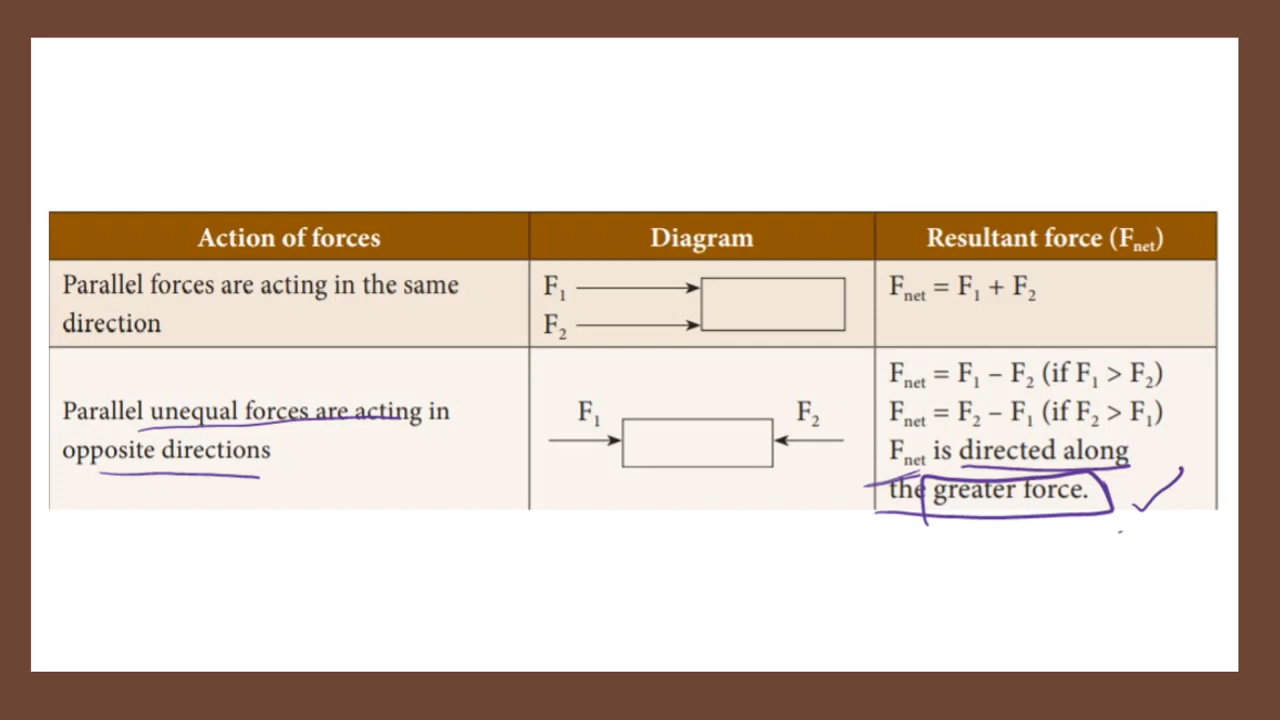 Action of forces
Diagram
Resultant force (Fnet)
Parallel forces are acting in the same
direction
F1
F2
Fnet = F1 + F2
Parallel unequal forces are acting in
opposite directions
F1
F2
Fnet = F1 – F2 (if F1 > F2)
Fnet = F2 – F1 (if F2 > F1)
Fnet is directed along
the greater force.